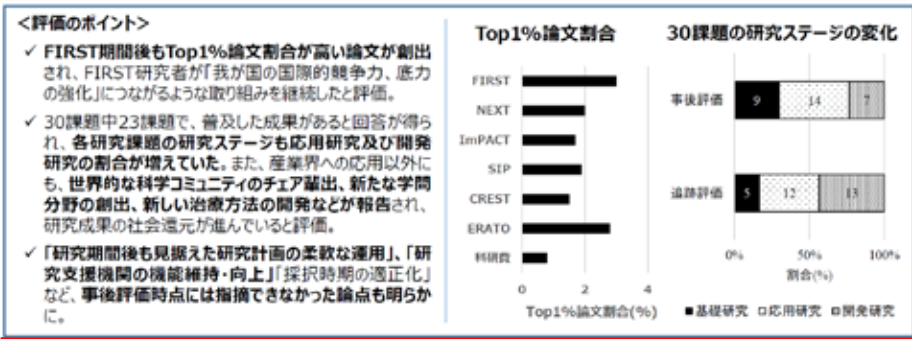 <評価のポイント>
✓ FIRST期間後もTop1%論文割合が高い論文が創出
され、FIRST研究者が「我が国の国際的競争力、底力
の強化」につながるような取り組みを継続したと評価。
✓ 30課題中23課題で、普及した成果があると回答が得ら
れ、各研究課題の研究ステージも応用研究及び開発
研究の割合が増えていた。また、産業界への応用以外に
も、世界的な科学コミュニティのチェア輩出、新たな学問
分野の創出、新しい治療方法の開発などが報告され、
研究成果の社会還元が進んでいると評価。
✓ 「研究期間後も見据えた研究計画の柔軟な運用」、「研
究支援機関の機能維持・向上」「採択時期の適正化」
など、事後評価時点には指摘できなかった論点も明らか
に。
Top1%論文割合
FIRST
NEXT
ImPACT
SIP
CREST
ERATO
科研費
0 2 4
Top1%論文割合(%)
30課題の研究ステージの変化
事後評価 9 14 7
追跡評価 5 12 13
0% 50% 100%
割合(%)
■基礎研究 □応用研究 ▥開発研究